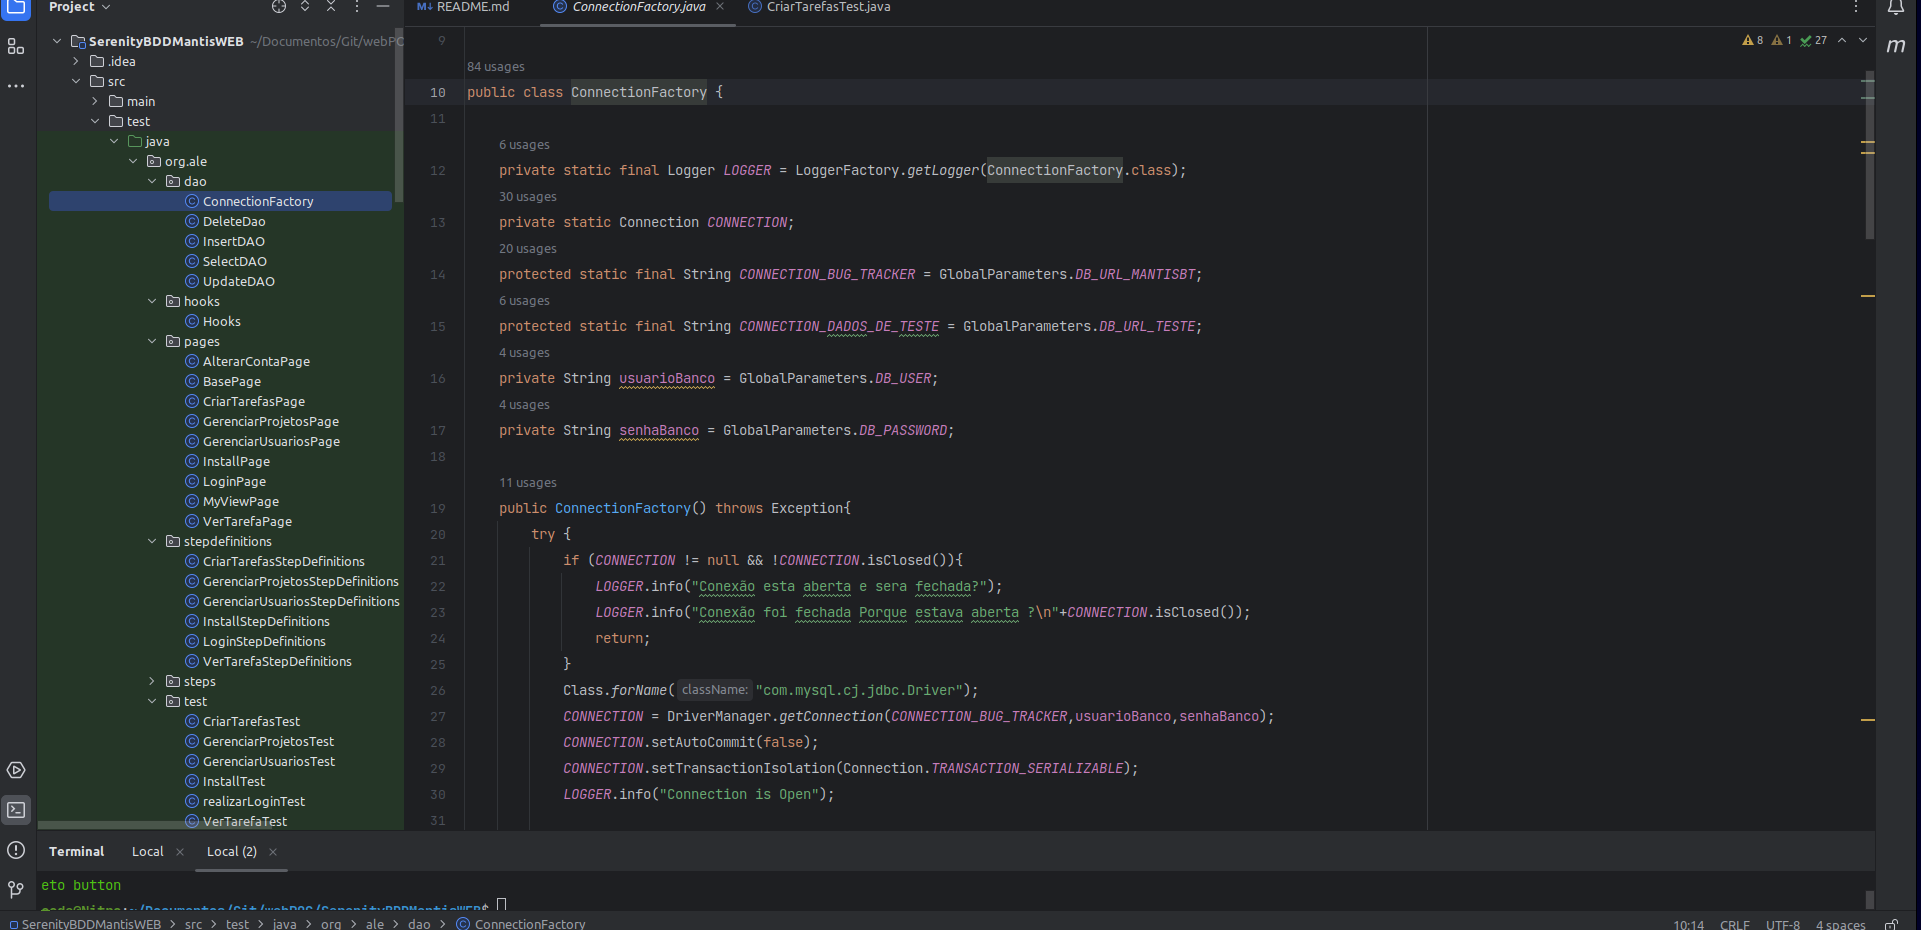 Project
README.md
ConnectionFactory.java
CriarTarefasTest.java
SerenityBDDMantisWEB ~/Documentos/Git/webPO
.idea
src
main
test
java
org.ale
dao
ConnectionFactory
DeleteDao
InsertDAO
SelectDAO
UpdateDAO
hooks
Hooks
pages
AlterarContaPage
BasePage
CriarTarefasPage
GerenciarProjetosPage
GerenciarUsuariosPage
InstallPage
LoginPage
MyViewPage
VerTarefaPage
stepdefinitions
CriarTarefasStepDefinitions
GerenciarProjetosStepDefinitions
GerenciarUsuariosStepDefinitions
InstallStepDefinitions
LoginStepDefinitions
VerTarefaStepDefinitions
steps
test
CriarTarefasTest
GerenciarProjetosTest
GerenciarUsuariosTest
InstallTest
realizarLoginTest
VerTarefaTest
8 1 27
9
84 usages
10 public class ConnectionFactory {
11
6 usages
12 private static final Logger LOGGER = LoggerFactory.getLogger(ConnectionFactory.class);
30 usages
13 private static Connection CONNECTION;
20 usages
14 protected static final String CONNECTION_BUG_TRACKER = GlobalParameters.DB_URL_MANTISBT;
6 usages
15 protected static final String CONNECTION_DADOS_DE_TESTE = GlobalParameters.DB_URL_TESTE;
4 usages
16 private String usuarioBanco = GlobalParameters.DB_USER;
4 usages
17 private String senhaBanco = GlobalParameters.DB_PASSWORD;
18
11 usages
19 public ConnectionFactory() throws Exception{
20 try {
21 if (CONNECTION != null && !CONNECTION.isClosed()){
22 LOGGER.info("Conexão esta aberta e sera fechada?");
23 LOGGER.info("Conexão foi fechada Porque estava aberta ?\n"+CONNECTION.isClosed());
24 return;
25 }
26 Class.forName( className: "com.mysql.cj.jdbc.Driver");
27 CONNECTION = DriverManager.getConnection(CONNECTION_BUG_TRACKER,usuarioBanco,senhaBanco);
28 CONNECTION.setAutoCommit(false);
29 CONNECTION.setTransactionIsolation(Connection.TRANSACTION_SERIALIZABLE);
30 LOGGER.info("Connection is Open");
31
m
Terminal Local Local (2)
eto button
SerenityBDDMantisWEB > src > test > java > org > ale > dao > ConnectionFactory
10:14 CRLF UTF-8 4 spaces